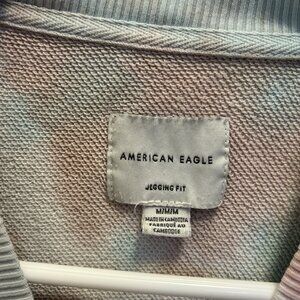 AMERICAN EAGLE
JEGGING FIT
M/M/M
MADE IN CAMBODIA
FABRIQUÉ AU
CAMBODGE